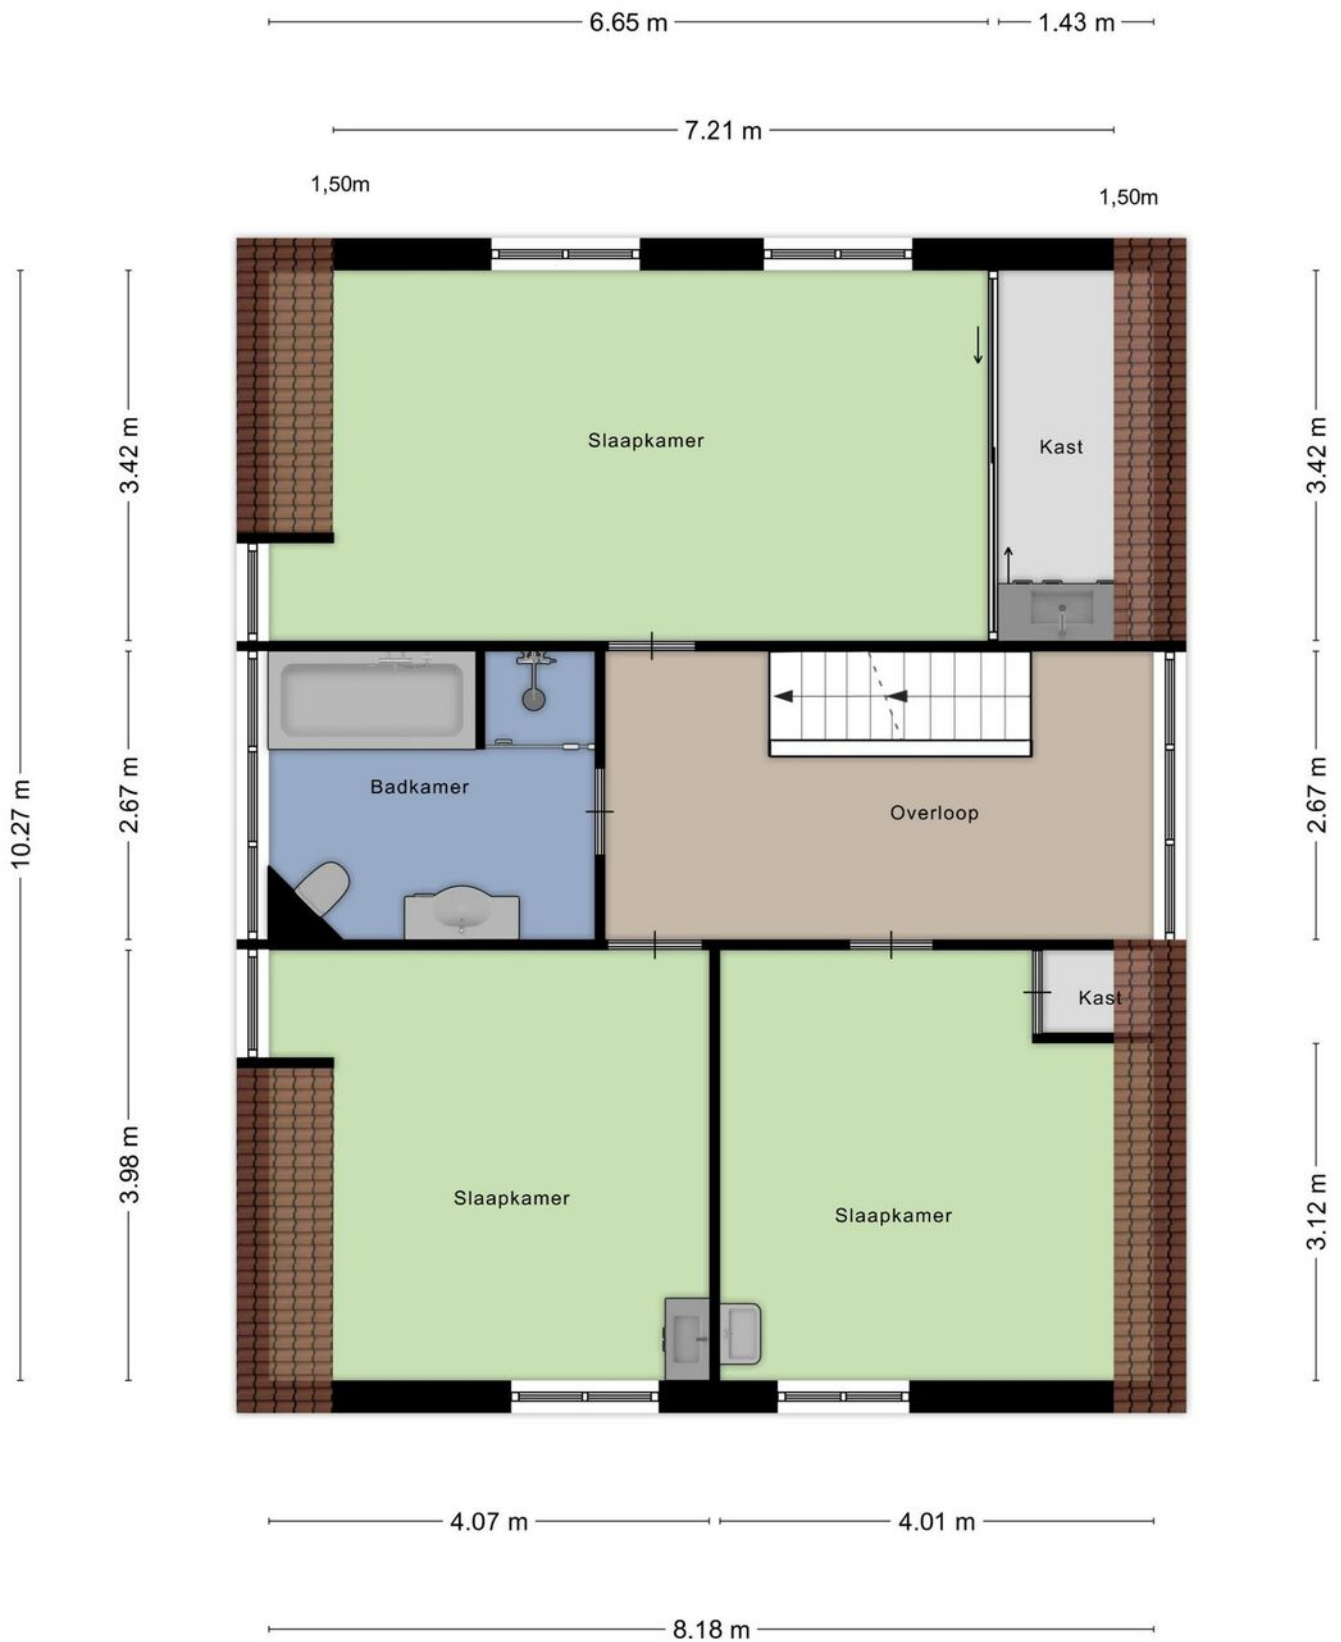 6.65 m
1.43 m
7.21 m
1,50m
1,50m
Slaapkamer
Kast
3.42 m
3.42 m
Badkamer
Overloop
2.67 m
2.67 m
10.27 m
Kast
3.98 m
Slaapkamer
Slaapkamer
3.12 m
4.07 m
4.01 m
8.18 m